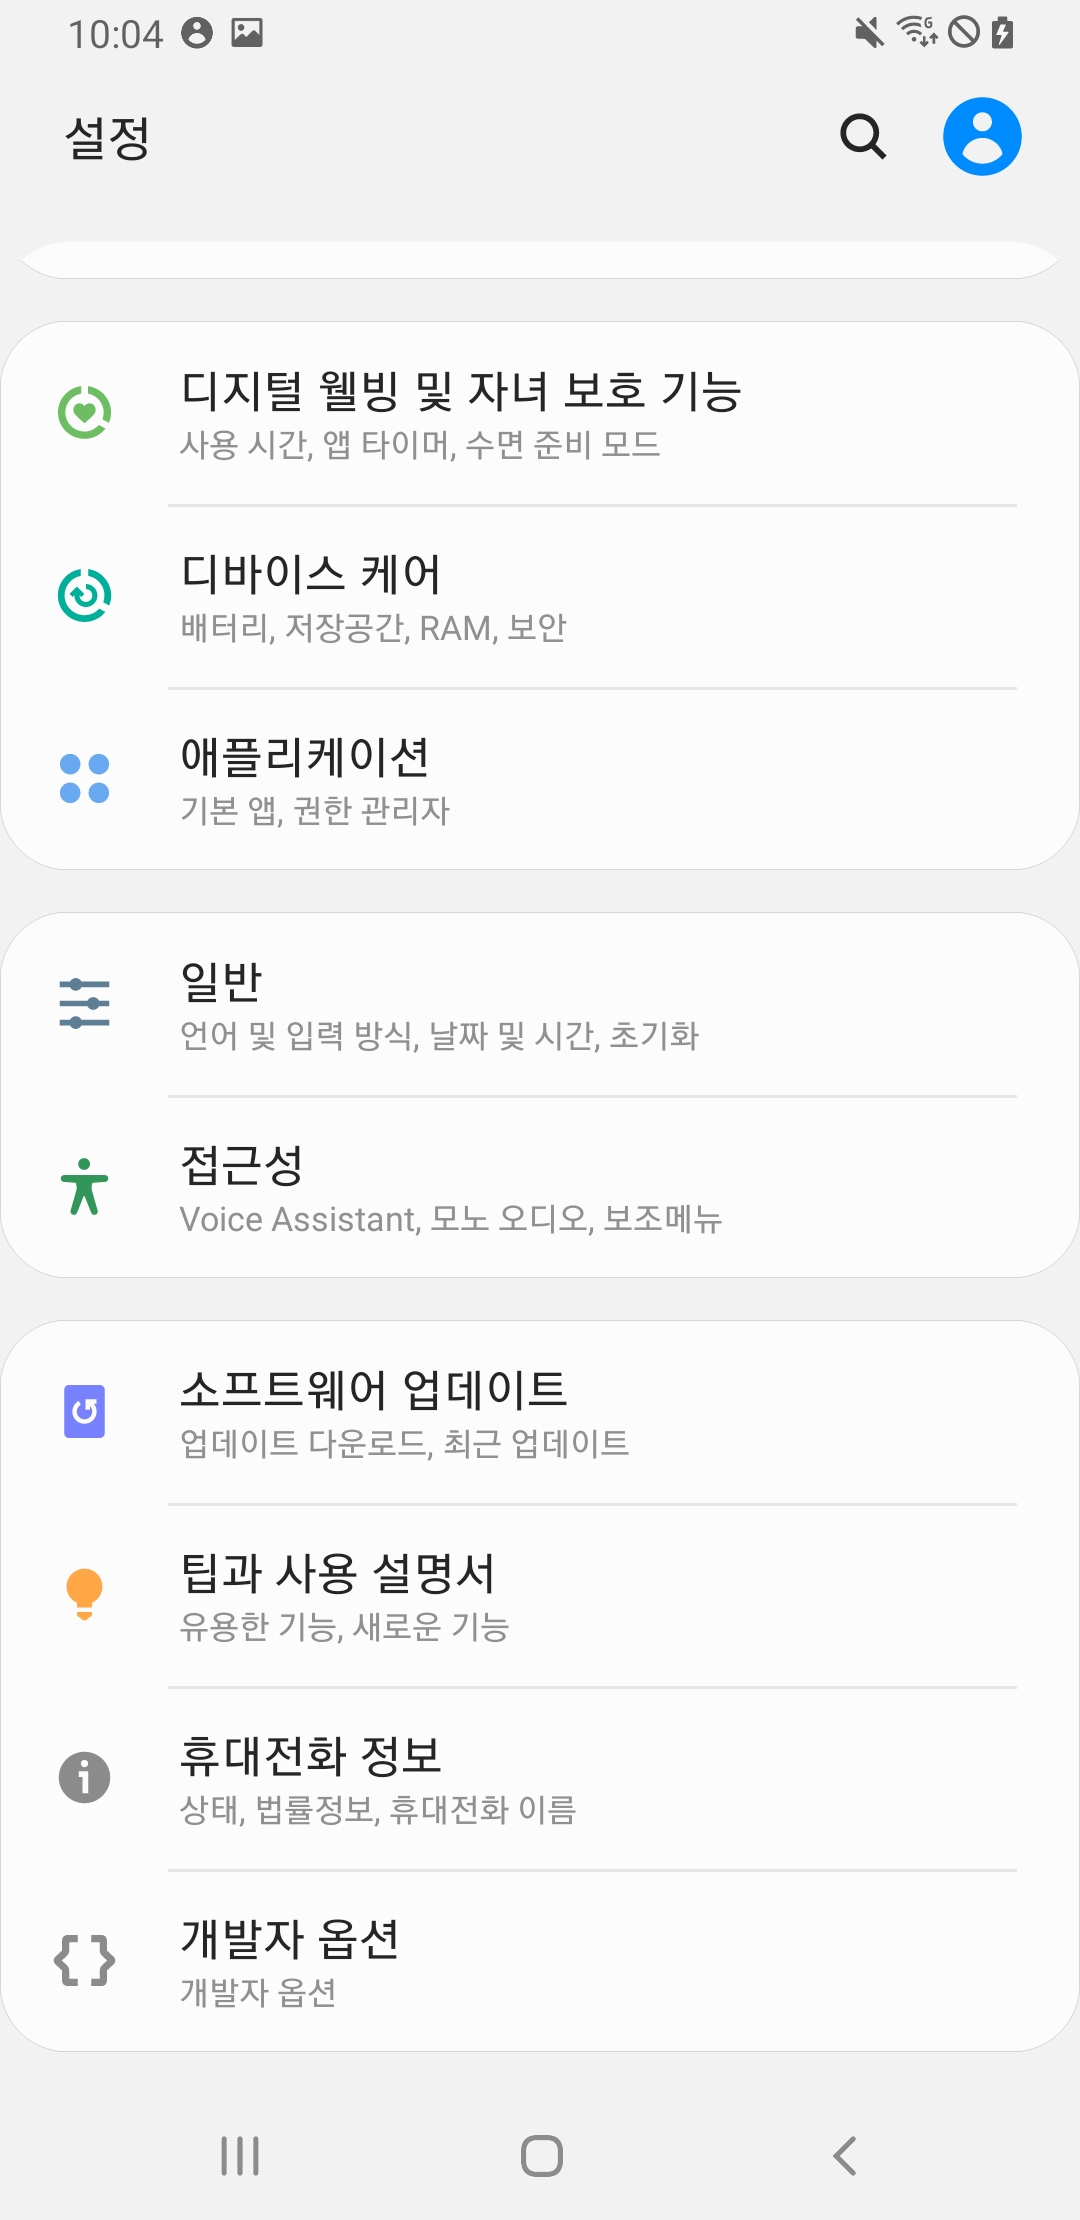 10:04
설정
디지털 웰빙 및 자녀 보호 기능
사용 시간, 앱 타이머, 수면 준비 모드
디바이스 케어
배터리, 저장공간, RAM, 보안
애플리케이션
기본 앱, 권한 관리자
일반
언어 및 입력 방식, 날짜 및 시간, 초기화
접근성
Voice Assistant, 모노 오디오, 보조메뉴
소프트웨어 업데이트
업데이트 다운로드, 최근 업데이트
팁과 사용 설명서
유용한 기능, 새로운 기능
휴대전화 정보
상태, 법률정보, 휴대전화 이름
개발자 옵션
개발자 옵션